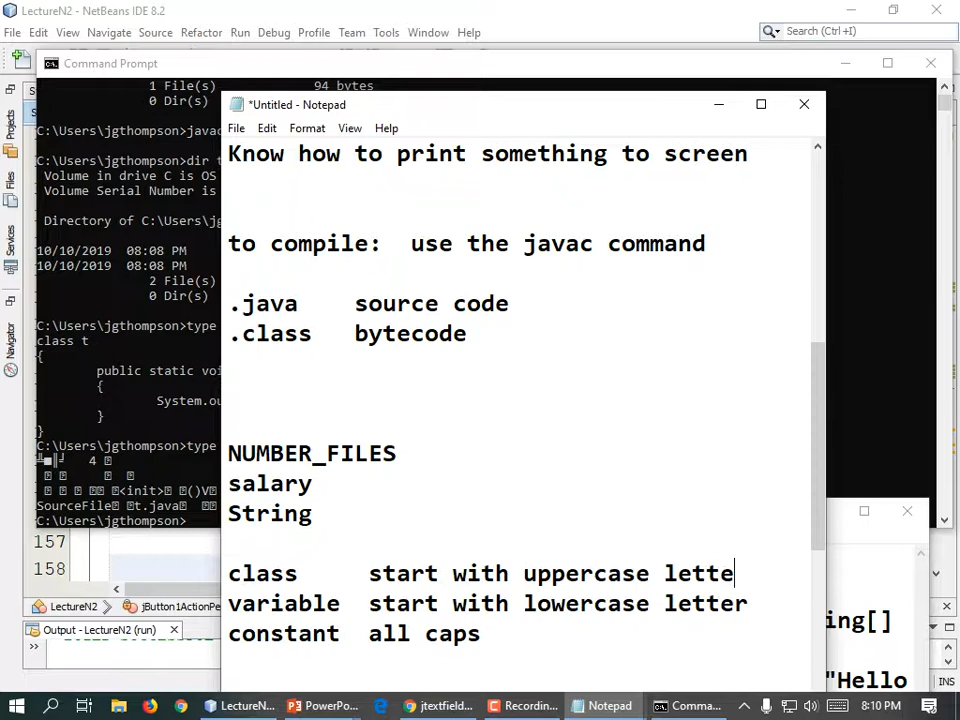 LectureN2 - NetBeans IDE 8.2
File Edit View Navigate Source Refactor Run Debug Profile Team Tools Window Help
Search (Ctrl+I)
Command Prompt
1 File(s) 94 bytes
0 Dir(s)
*Untitled - Notepad
File Edit Format View Help
C:\Users\jgthompson>javac
C:\Users\jgthompson>dir t
Volume in drive C is OS
Volume Serial Number is
Directory of C:\Users\jg
10/10/2019 08:08 PM
10/10/2019 08:08 PM
2 File(s)
0 Dir(s)
C:\Users\jgthompson>type
class t
{
public static voi
{
System.ou
}
}
C:\Users\jgthompson>type
4
<init> ()V
SourceFile t.java
C:\Users\jgthompson>
Know how to print something to screen
to compile: use the javac command
.java source code
.class bytecode
NUMBER_FILES
salary
String
class start with uppercase lette
variable start with lowercase letter
constant all caps
Projects
Files
Services
Navigator
157
158
LectureN2 jButton1ActionPe
Output - LectureN2 (run)
ing[]
"Hello
INS
LectureN... PowerPo... jtextfield... Recordin... Notepad Comma... 8:10 PM